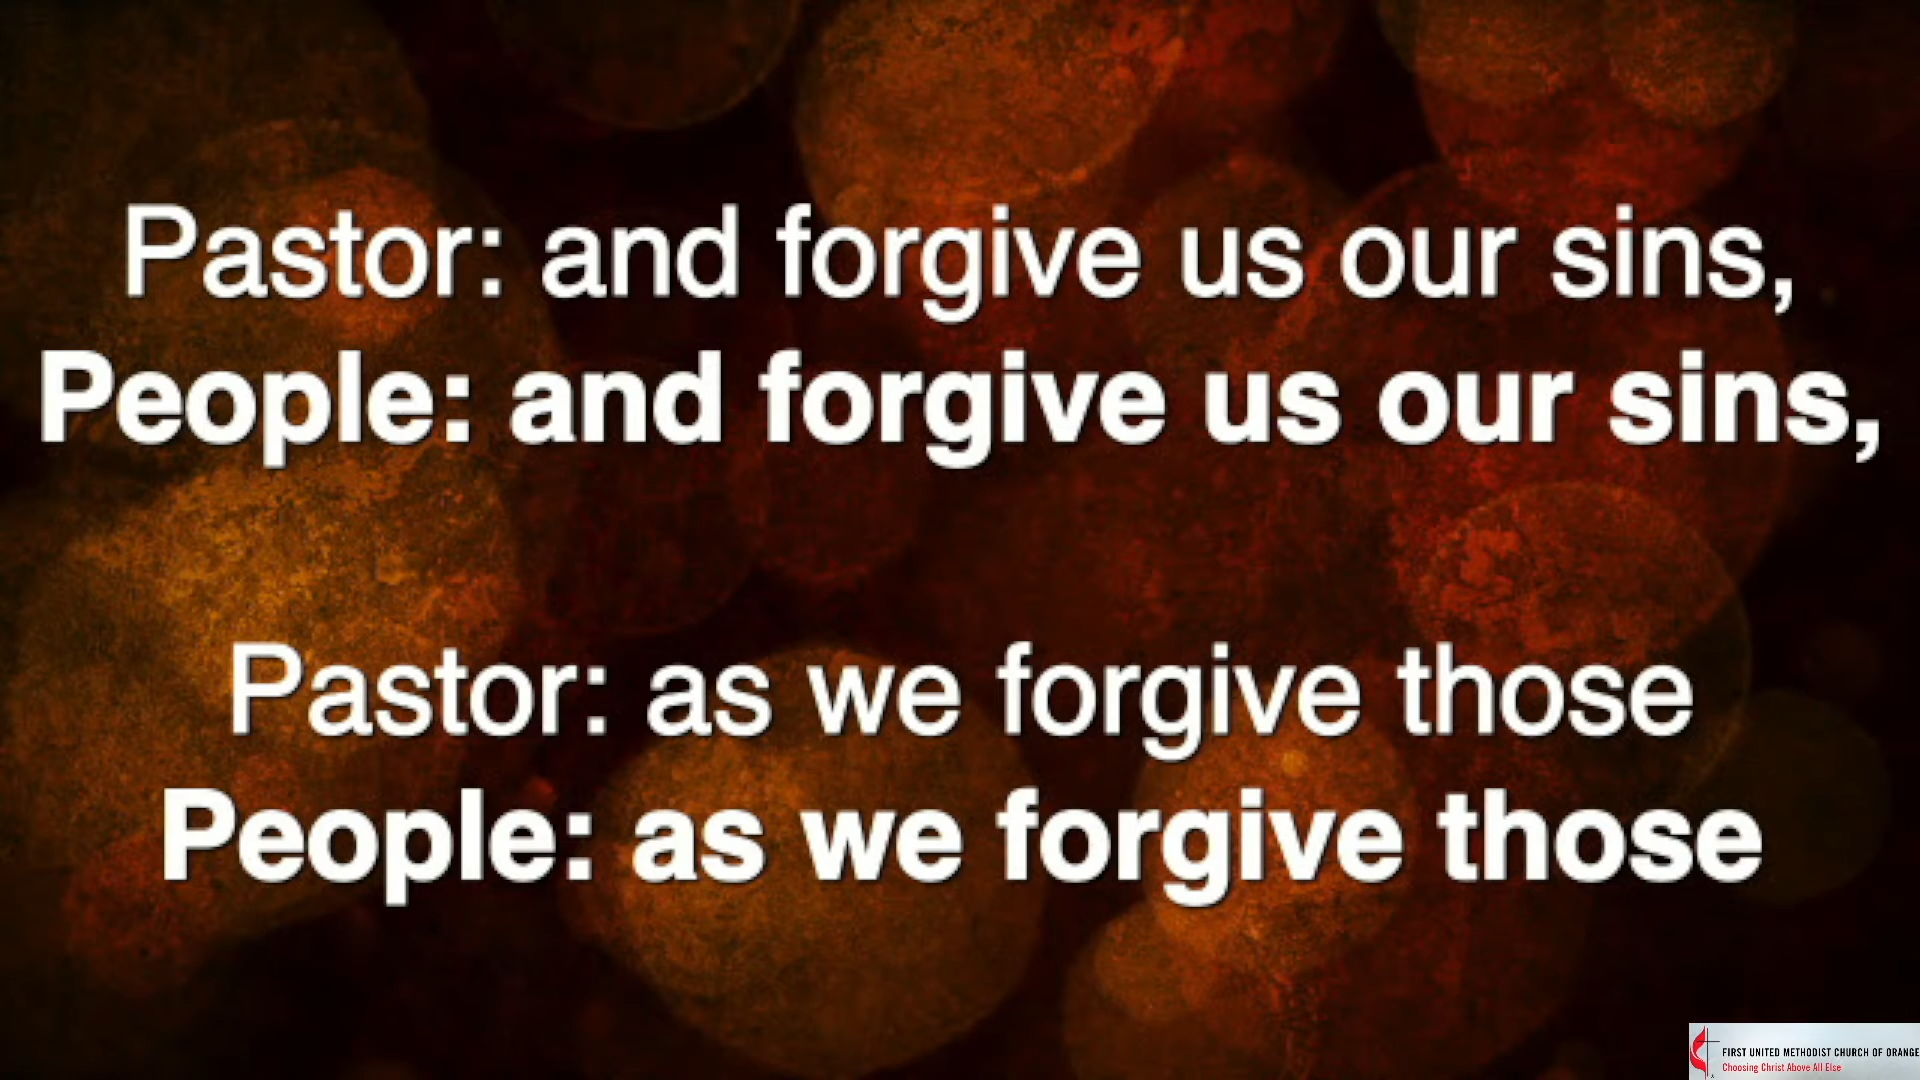 Pastor: and forgive us our sins,
People: and forgive us our sins,
Pastor: as we forgive those
People: as we forgive those
FIRST UNITED METHODIST CHURCH OF ORANGE
Choosing Christ Above All Else